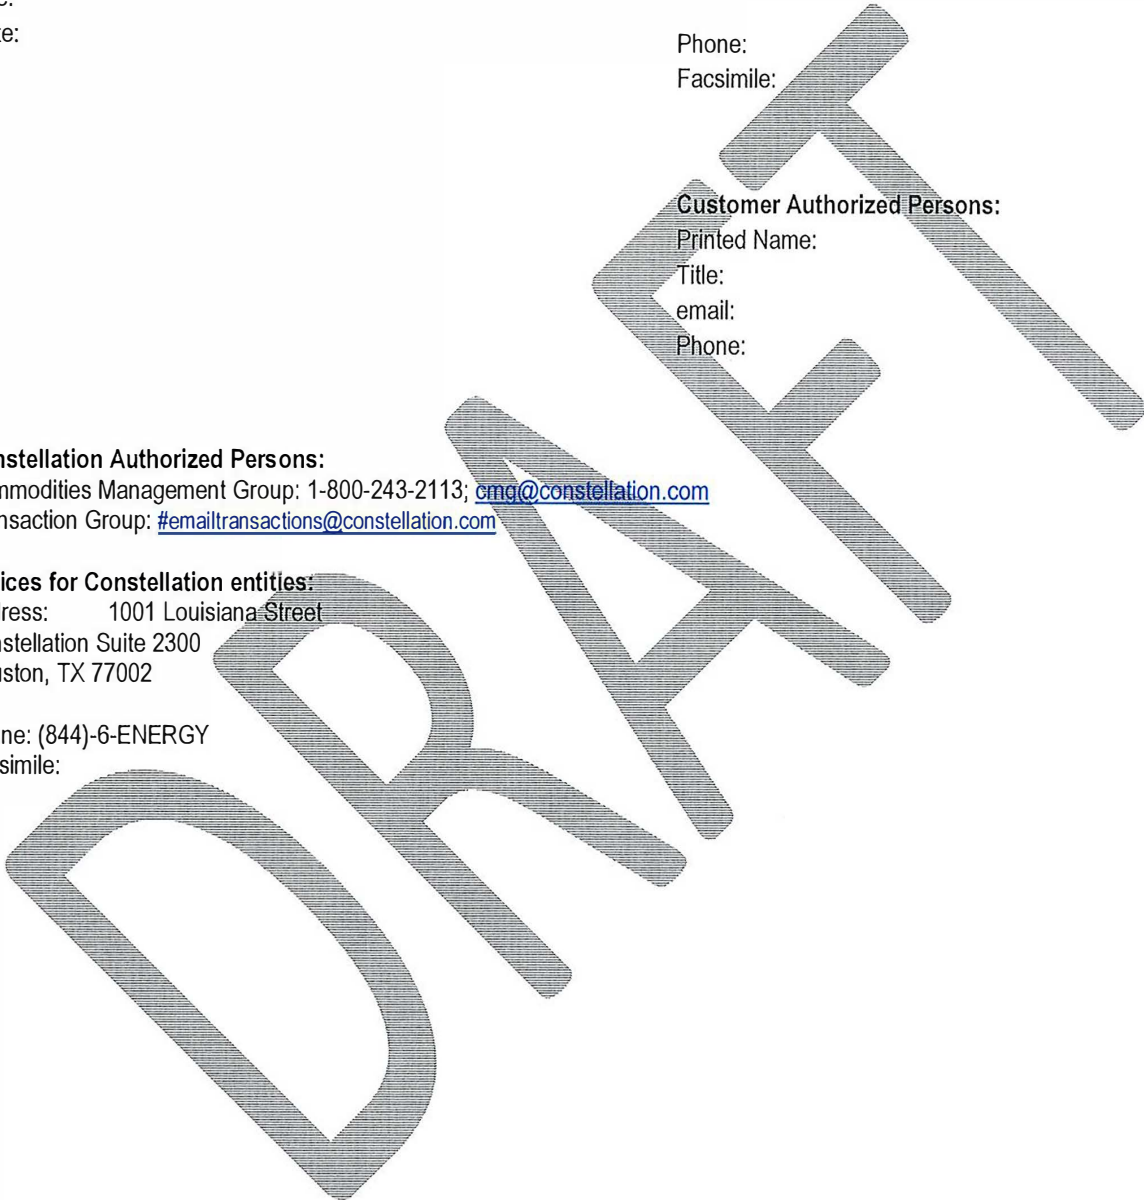 te:
Phone:
Facsimile:
Customer Authorized Persons:
Printed Name:
Title:
email:
Phone:
nstellation Authorized Persons:
mmodities Management Group: 1-800-243-2113; cmg@constellation.com
nsaction Group: #emailtransactions@constellation.com
ices for Constellation entities:
ress: 1001 Louisiana Street
nstellation Suite 2300
uston, TX 77002
ne: (844)-6-ENERGY
simile:
DRAFT